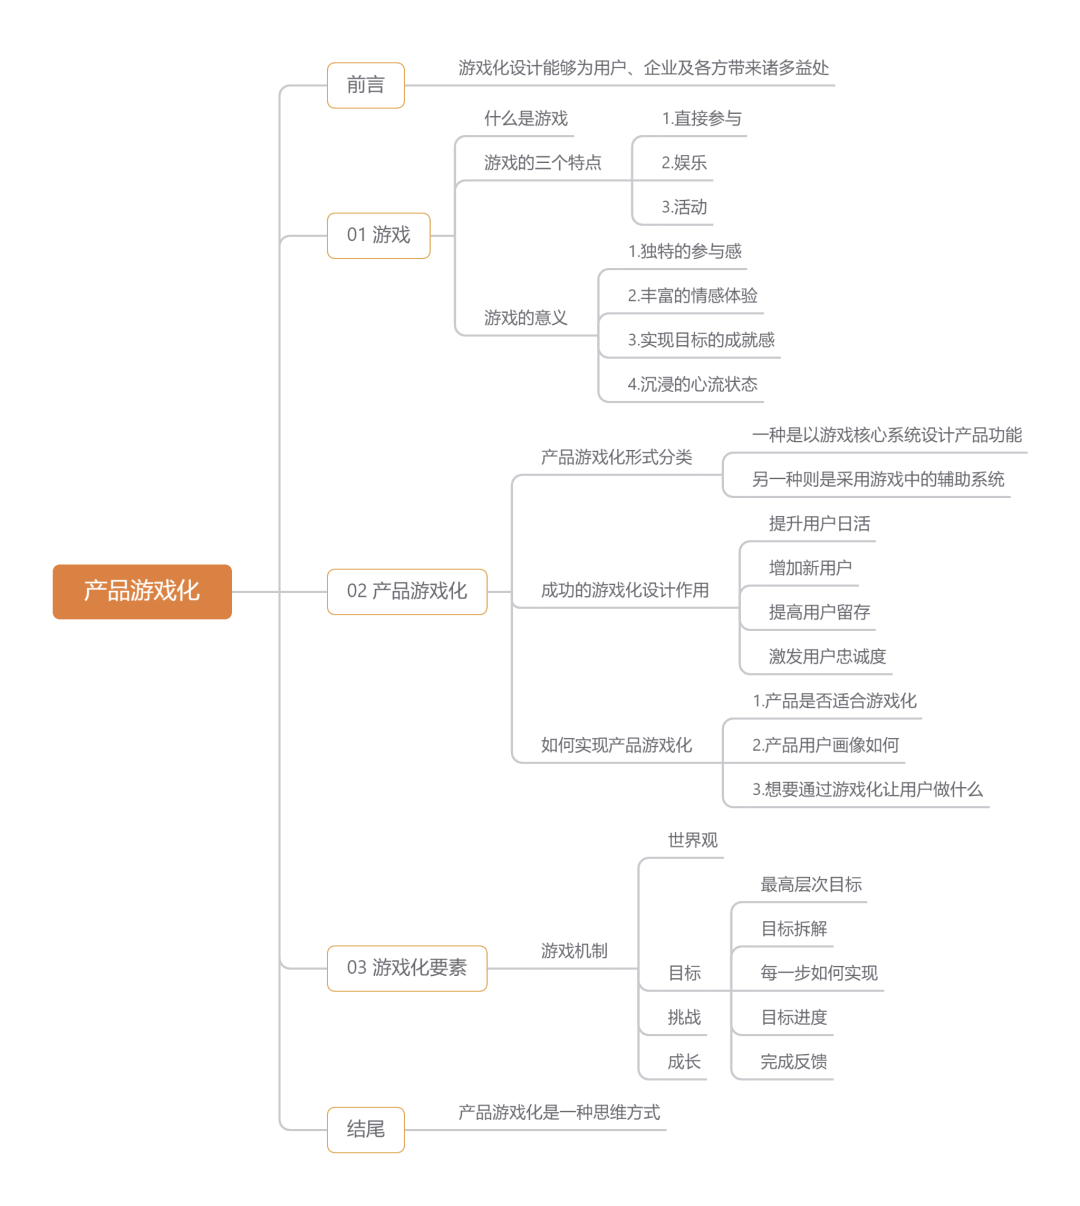 产品游戏化
前言
游戏化设计能够为用户、企业及各方带来诸多益处
01 游戏
什么是游戏
游戏的三个特点
1.直接参与
2.娱乐
3.活动
游戏的意义
1.独特的参与感
2.丰富的情感体验
3.实现目标的成就感
4.沉浸的心流状态
02 产品游戏化
产品游戏化形式分类
一种是以游戏核心系统设计产品功能
另一种则是采用游戏中的辅助系统
成功的游戏化设计作用
提升用户日活
增加新用户
提高用户留存
激发用户忠诚度
如何实现产品游戏化
1.产品是否适合游戏化
2.产品用户画像如何
3.想要通过游戏化让用户做什么
03 游戏化要素
游戏机制
世界观
目标
最高层次目标
目标拆解
每一步如何实现
目标进度
完成反馈
挑战
成长
结尾
产品游戏化是一种思维方式